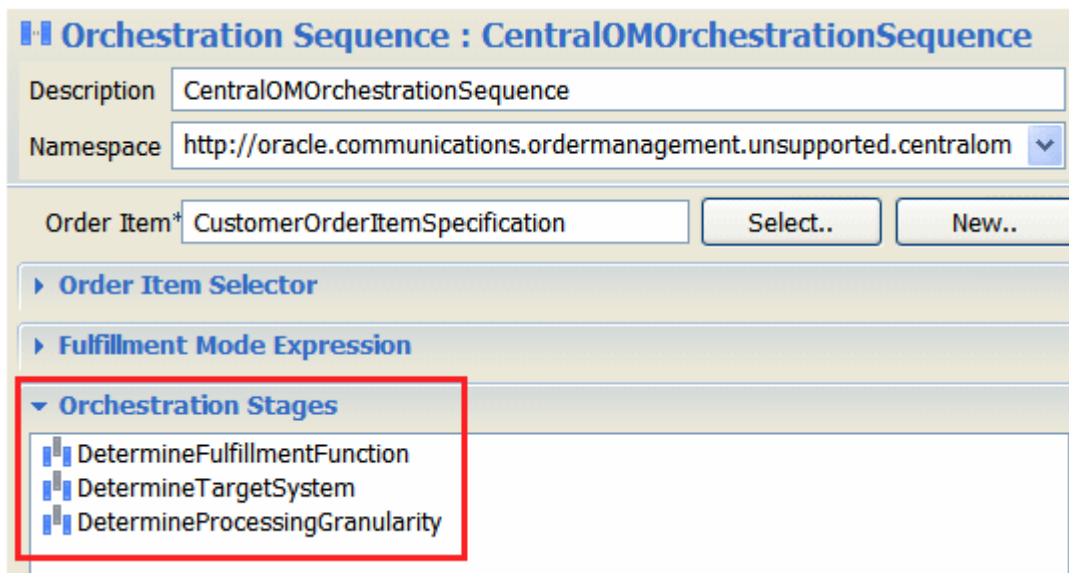 Orchestration Sequence : CentralOMOrchestrationSequence
Description CentralOMOrchestrationSequence
Namespace http://oracle.communications.ordermanagement.unsupported.centralom
Order Item* CustomerOrderItemSpecification Select.. New..
Order Item Selector
Fulfillment Mode Expression
Orchestration Stages
DetermineFulfillmentFunction
DetermineTargetSystem
DetermineProcessingGranularity